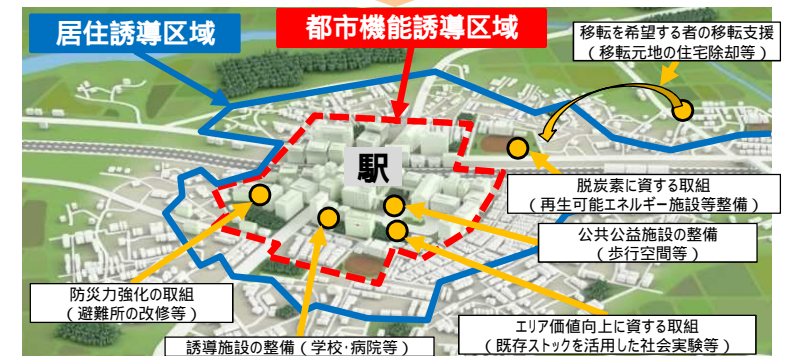 居住誘導区域
都市機能誘導区域
移転を希望する者の移転支援
（移転元地の住宅除却等）
駅
脱炭素に資する取組
（再生可能エネルギー施設等整備）
公共公益施設の整備
（歩行空間等）
防災力強化の取組
（避難所の改修等）
誘導施設の整備（学校・病院等）
エリア価値向上に資する取組
（既存ストックを活用した社会実験等）